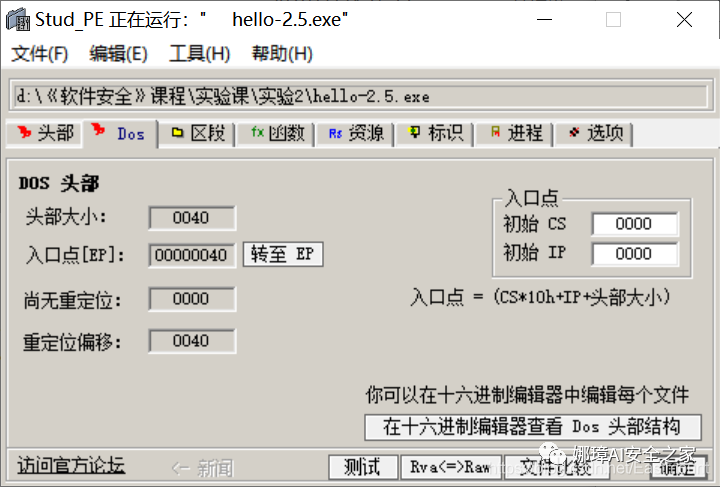 Stud_PE 正在运行："    hello-2.5.exe"
文件(F) 编辑(E) 工具(H) 帮助(H)
d:\《软件安全》课程\实验课\实验2\hello-2.5.exe
头部 Dos 区段 fx 函数 Rs 资源 标识 进程 选项
DOS 头部
头部大小: 0040
入口点[EP]: 00000040 转至 EP
尚无重定位: 0000
重定位偏移: 0040
入口点
初始 CS 0000
初始 IP 0000
入口点 = (CS*10h+IP+头部大小)
你可以在十六进制编辑器中编辑每个文件
在十六进制编辑器查看 Dos 头部结构
访问官方论坛 <- 新闻 测试 Rva<=>Raw 文件比较 确定
娜璋AI安全之家